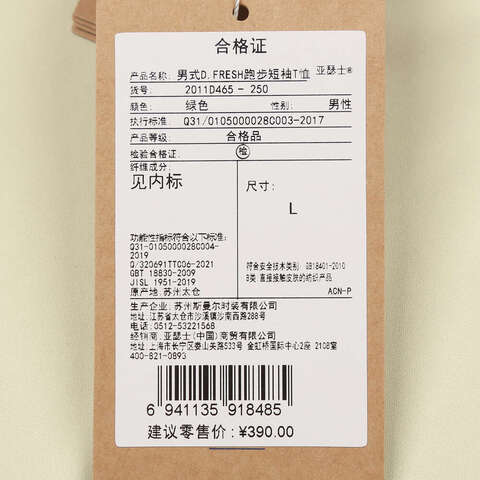 合格证
产品名称: 男式D.FRESH跑步短袖T恤 亚瑟士®
货号: 2011D465 - 250
颜色: 绿色 性别: 男性
执行标准: Q31/0105000028C003-2017
产品等级: 合格品
检验合格证: 检
纤维成分:
见内标
尺寸:
L
功能性指标符合以下标准:
Q31-0105000028C004-
2019
Q/320691TTC06-2021
GBT 18830-2009
JISL 1951-2019
原产地: 苏州太仓
符合安全技术类别: GB18401-2010
B类: 直接接触皮肤的纺织产品
ACN-P
生产企业: 苏州斯曼尔时装有限公司
地址: 江苏省太仓市沙溪镇沙南西路288号
电话: 0512-53221568
经销商: 亚瑟士(中国)商贸有限公司
地址: 上海市长宁区娄山关路533号 金虹桥国际中心2座 2108室
400-821-0893
6 941135 918485
建议零售价: ¥390.00